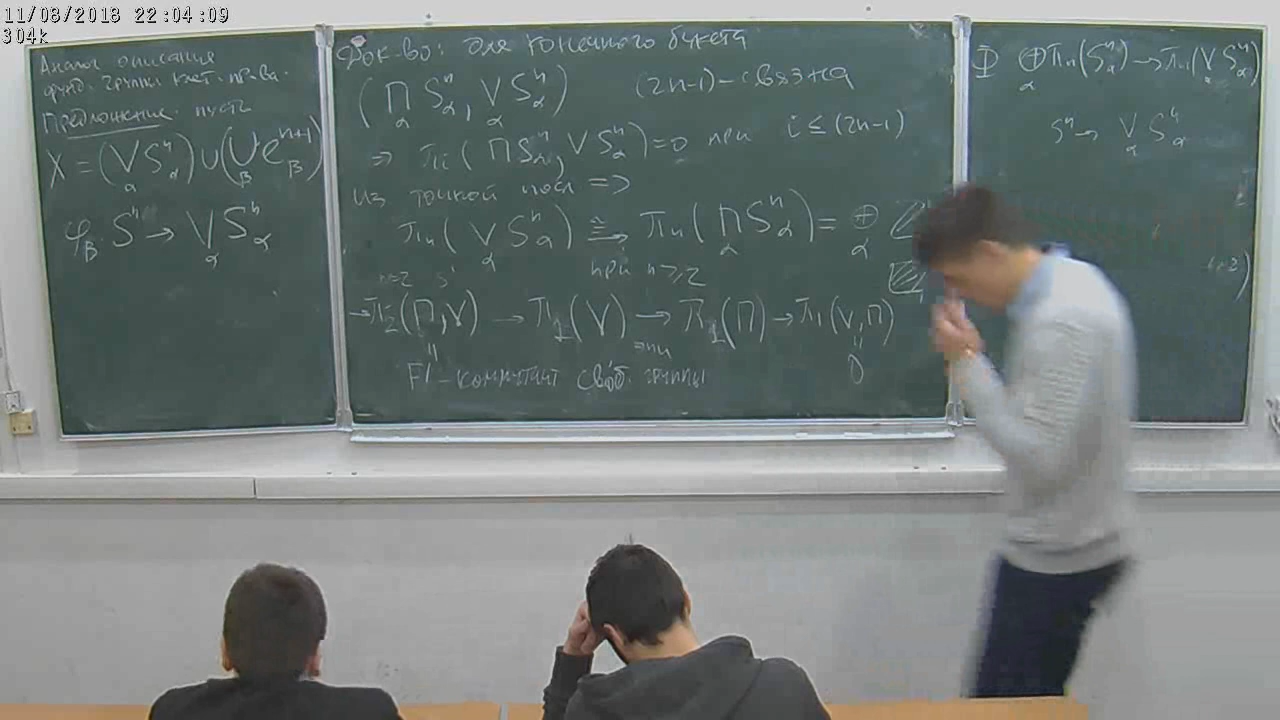 11/08/2018 22:04:09
304k
Аналог описания
фунд. группы клет. пр-ва.
Предложение. пусть
X = (⋁_α S^n_α) ∪ (⋃_β e^{n+1}_β)
φ_β: S^n → ⋁_α S^n_α
Док-во: для конечного букета
(∏_α S^n_α, ⋁_α S^n_α) (2n-1)-связна
⇒ π_i(∏ S^n_α, ⋁ S^n_α) = 0 при i ≤ (2n-1)
из точной посл ⇒
π_n(⋁_α S^n_α) ≅ π_n(∏_α S^n_α) = ⊕_α
при n ≥ 2
n=2 S^1
→ π_2(∏, ⋁) → π_1(⋁) → π_1(∏) → π_1(⋁, ∏)
0
F' - коммутант своб. группы
Φ ⊕_α π_n(S^n_α) → π_n(⋁ S^n_α)
S^n → ⋁_α S^n_α